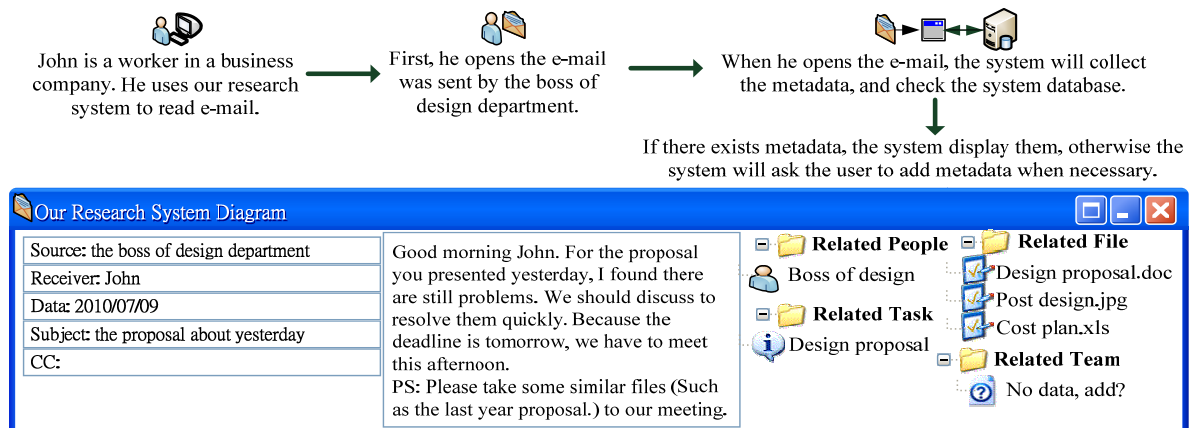 John is a worker in a business
company. He uses our research
system to read e-mail.
First, he opens the e-mail
was sent by the boss of
design department.
When he opens the e-mail, the system will collect
the metadata, and check the system database.
If there exists metadata, the system display them, otherwise the
system will ask the user to add metadata when necessary.
Our Research System Diagram
Source: the boss of design department
Receiver: John
Data: 2010/07/09
Subject: the proposal about yesterday
CC:
Good morning John. For the proposal
you presented yesterday, I found there
are still problems. We should discuss to
resolve them quickly. Because the
deadline is tomorrow, we have to meet
this afternoon.
PS: Please take some similar files (Such
as the last year proposal.) to our meeting.
Related People
Boss of design
Related Task
Design proposal
Related File
Design proposal.doc
Post design.jpg
Cost plan.xls
Related Team
No data, add?